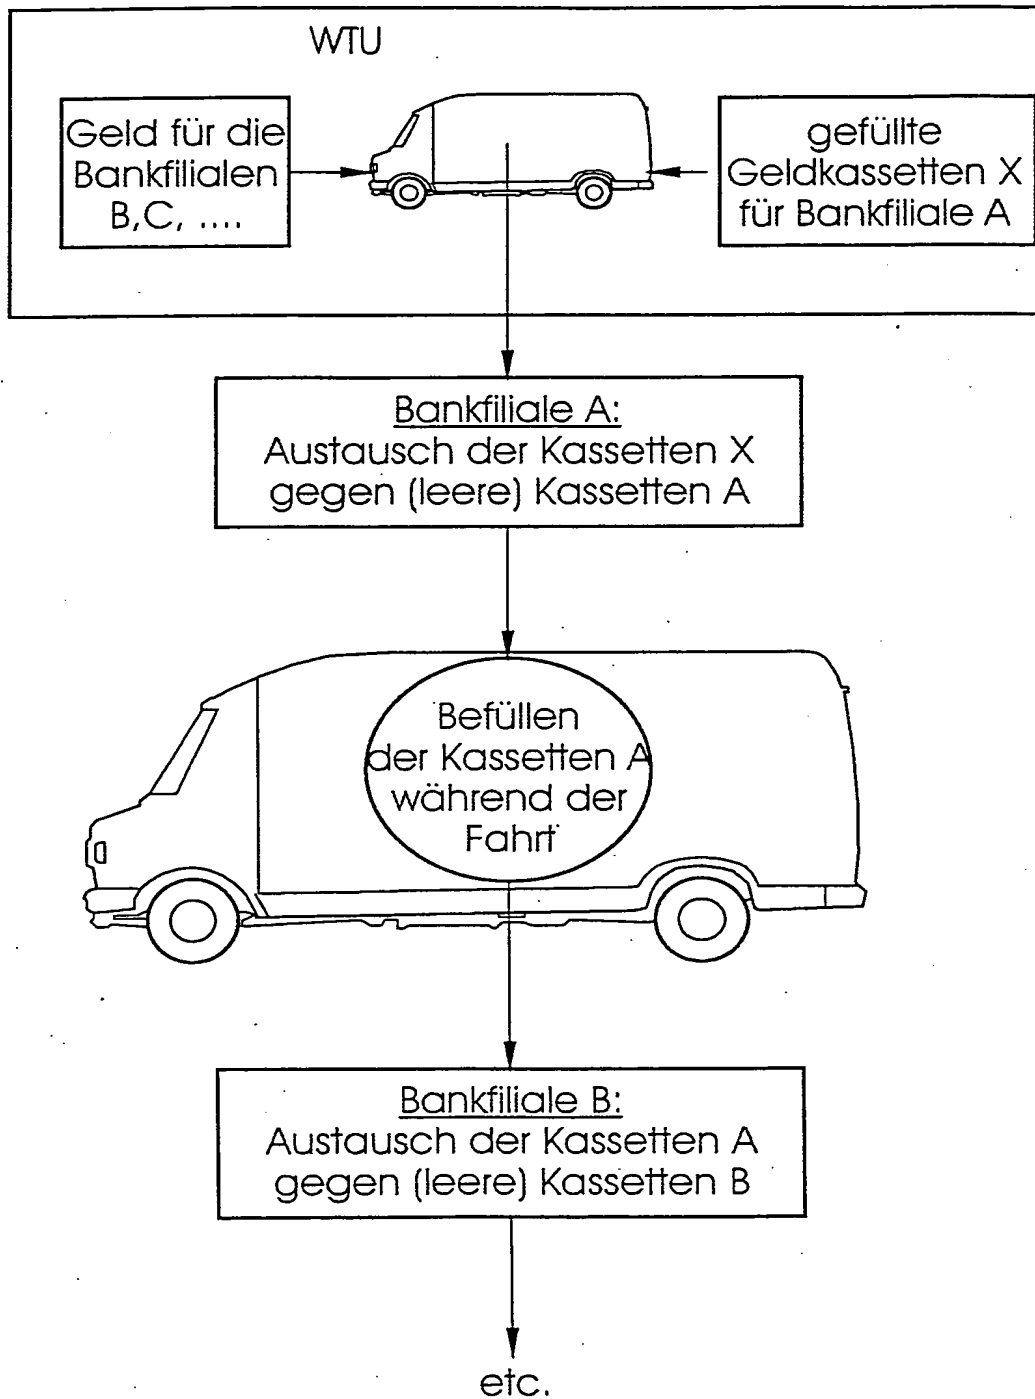 WTU
Geld für die
Bankfilialen
B,C, ....
gefüllte
Geldkassetten X
für Bankfiliale A
Bankfiliale A:
Austausch der Kassetten X
gegen (leere) Kassetten A
Befüllen
der Kassetten A
während der
Fahrt
Bankfiliale B:
Austausch der Kassetten A
gegen (leere) Kassetten B
etc.